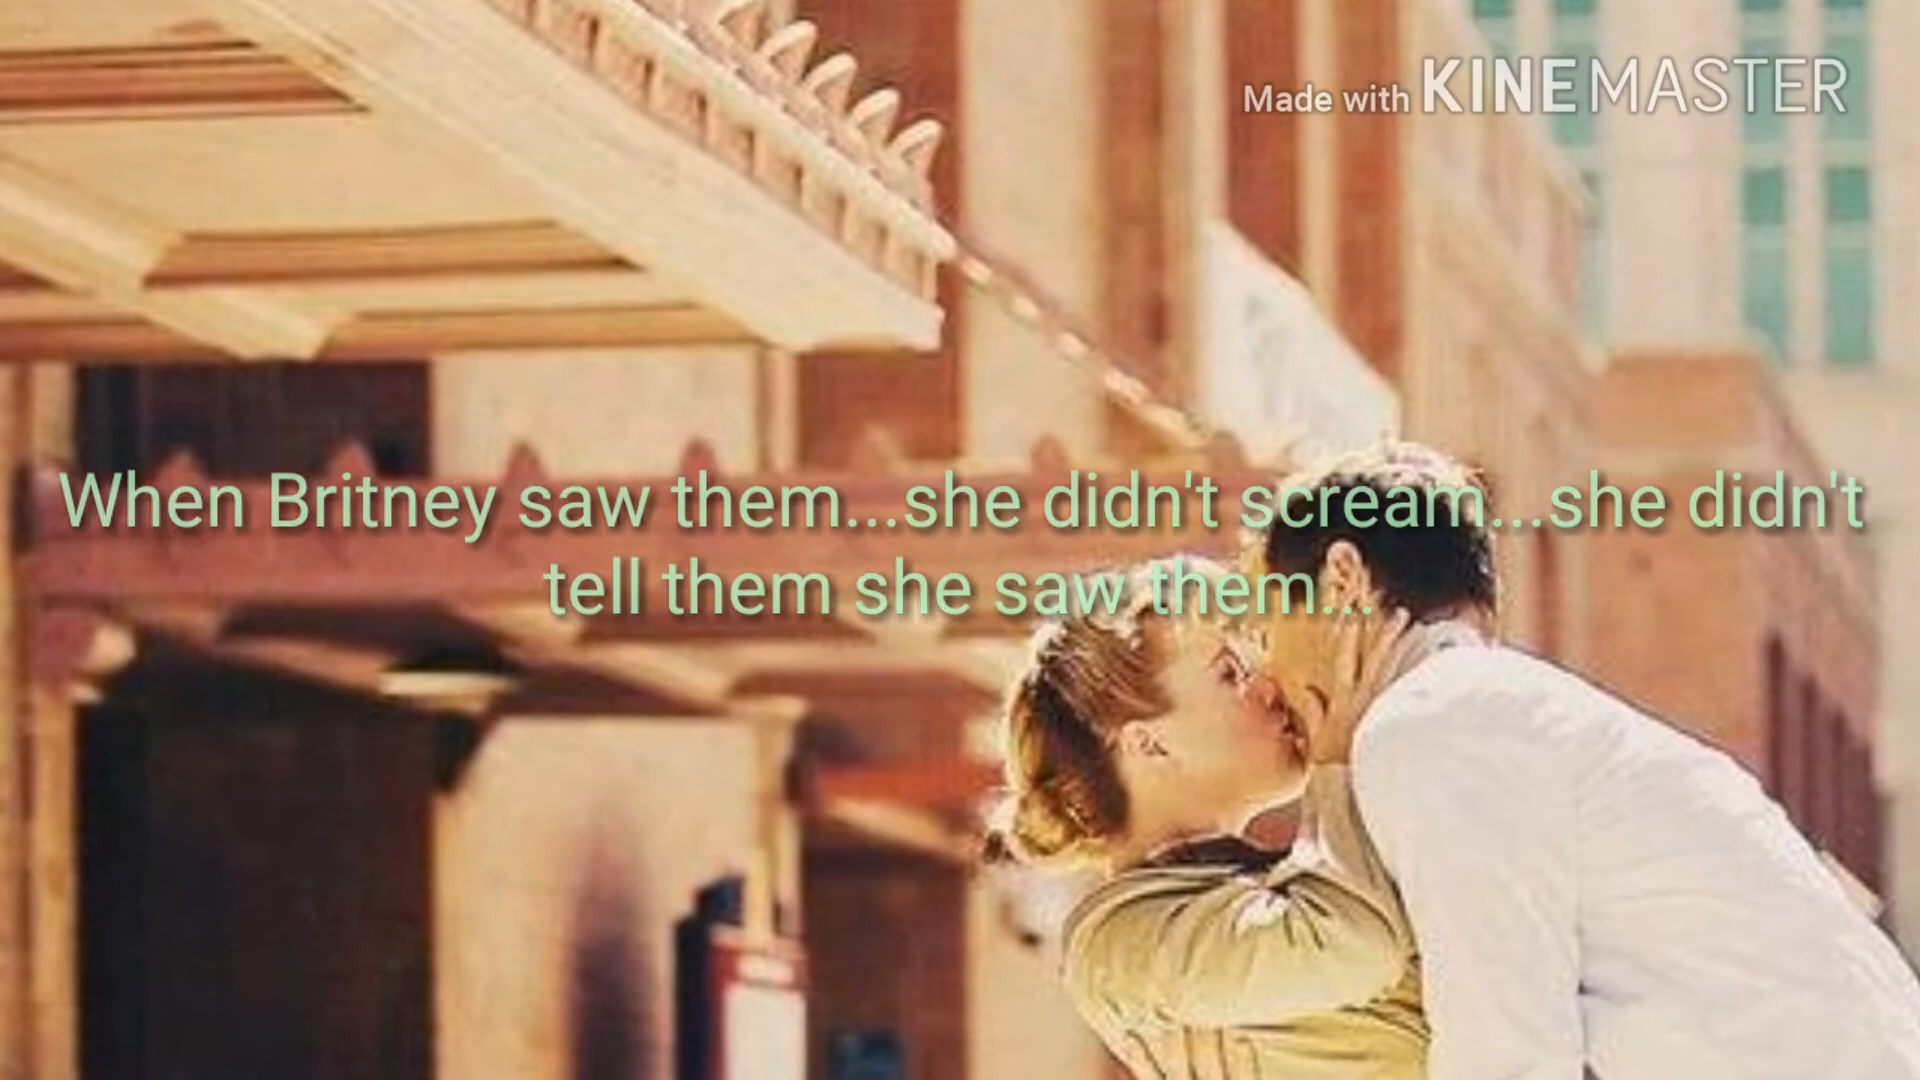 Made with KINEMASTER
When Britney saw them...she didn't scream...she didn't
tell them she saw them...